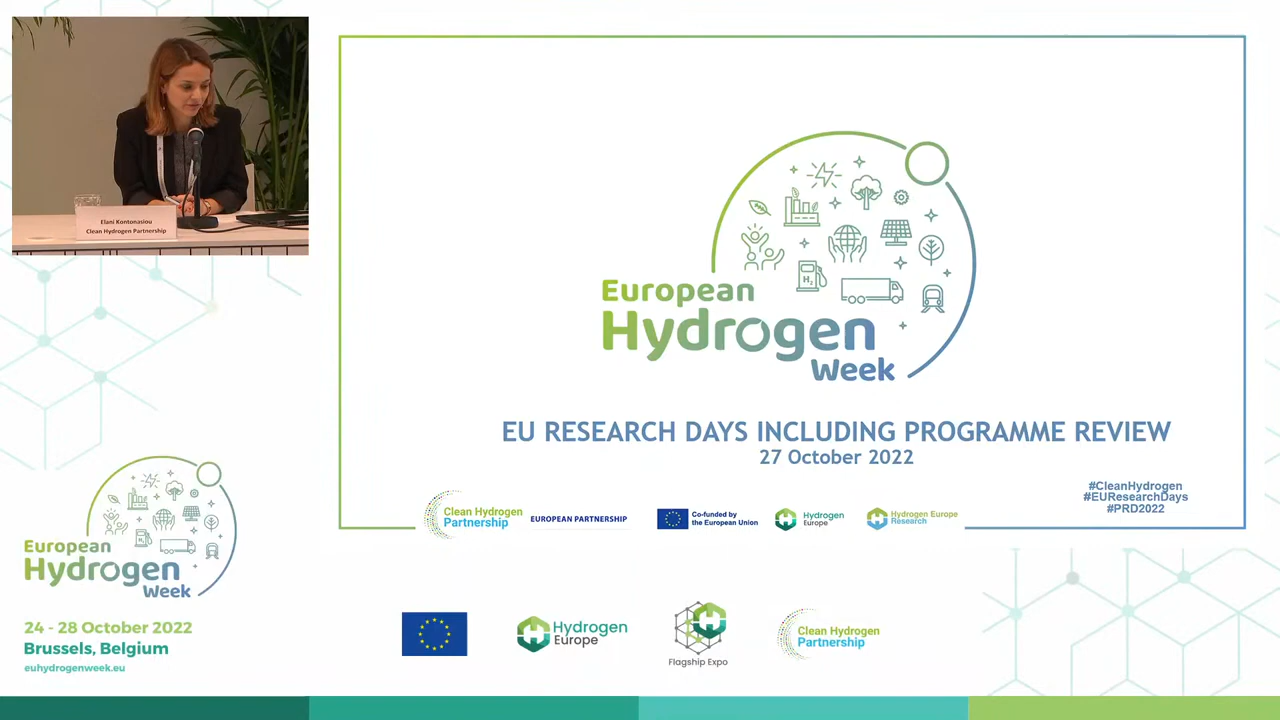 Elani Kontonasiou
Clean Hydrogen Partnership
European
Hydrogen
Week
H₂
EU RESEARCH DAYS INCLUDING PROGRAMME REVIEW
27 October 2022
#CleanHydrogen
#EUResearchDays
#PRD2022
Clean Hydrogen
Partnership
EUROPEAN PARTNERSHIP
Co-funded by
the European Union
Hydrogen
Europe
Hydrogen Europe
Research
European
Hydrogen
Week
24 - 28 October 2022
Brussels, Belgium
euhydrogenweek.eu
Hydrogen
Europe
Flagship Expo
Clean Hydrogen
Partnership